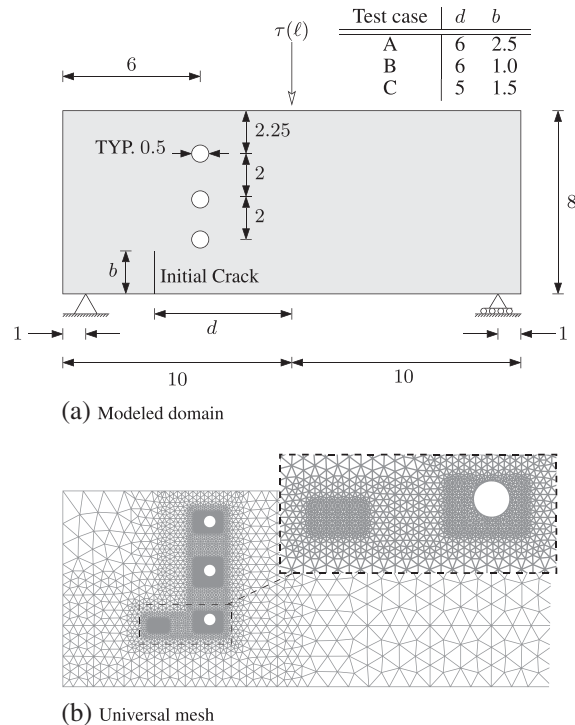 τ(ℓ)
Test case d b
A 6 2.5
B 6 1.0
C 5 1.5
6
2.25
TYP. 0.5
2
2
8
b
Initial Crack
1
d
1
10
10
(a) Modeled domain
(b) Universal mesh